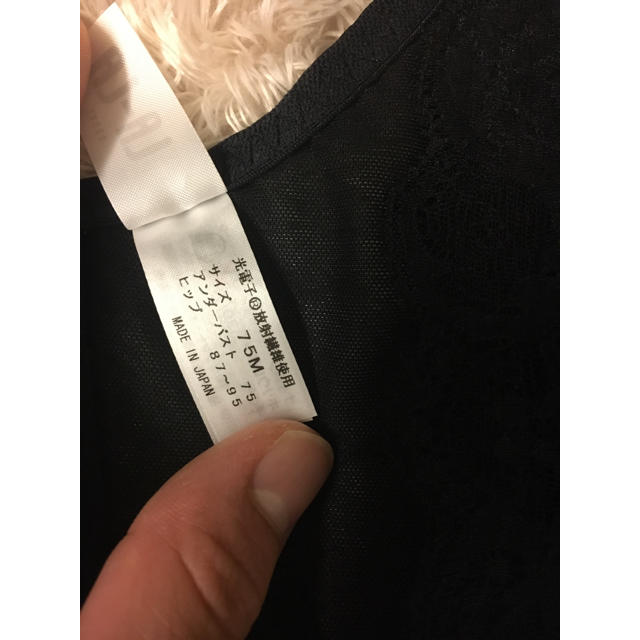 光電子®放射繊維使用
サイズ 75M
アンダーバスト 75
ヒップ 87～95
MADE IN JAPAN